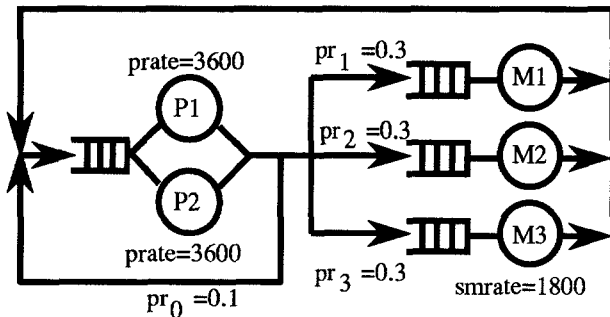 prate=3600
P1
P2
prate=3600
pr0=0.1
pr1=0.3
M1
pr2=0.3
M2
M3
pr3=0.3
smrate=1800